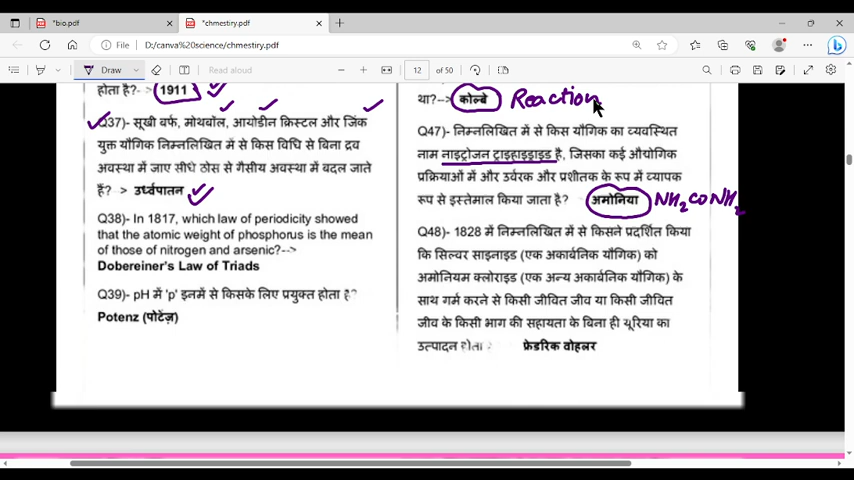 *bio.pdf
*chmestiry.pdf
File
D:/canva%20science/chmestiry.pdf
Draw
Read aloud
12
of 50
होता है?-> 1911
Q37)- सूखी बर्फ, मोथबॉल, आयोडीन क्रिस्टल और जिंक
युक्त यौगिक निम्नलिखित में से किस विधि से बिना द्रव
अवस्था में जाए सीधे ठोस से गैसीय अवस्था में बदल जाते
हैं? -> उर्ध्वपातन
Q38)- In 1817, which law of periodicity showed
that the atomic weight of phosphorus is the mean
of those of nitrogen and arsenic?-->
Dobereiner's Law of Triads
Q39)- pH में 'p' इनमें से किसके लिए प्रयुक्त होता है?
Potenz (पोटेंज़)
था?--> कोल्बे Reaction
Q47)- निम्नलिखित में से किस यौगिक का व्यवस्थित
नाम नाइट्रोजन ट्राइहाइड्राइड है, जिसका कई औद्योगिक
प्रक्रियाओं में और उर्वरक और प्रशीतक के रूप में व्यापक
रूप से इस्तेमाल किया जाता है? अमोनिया NH2CONH2
Q48)- 1828 में निम्नलिखित में से किसने प्रदर्शित किया
कि सिल्वर साइनाइड (एक अकार्बनिक यौगिक) को
अमोनियम क्लोराइड (एक अन्य अकार्बनिक यौगिक) के
साथ गर्म करने से किसी जीवित जीव या किसी जीवित
जीव के किसी भाग की सहायता के बिना ही यूरिया का
उत्पादन होता फ्रेडरिक वोहलर